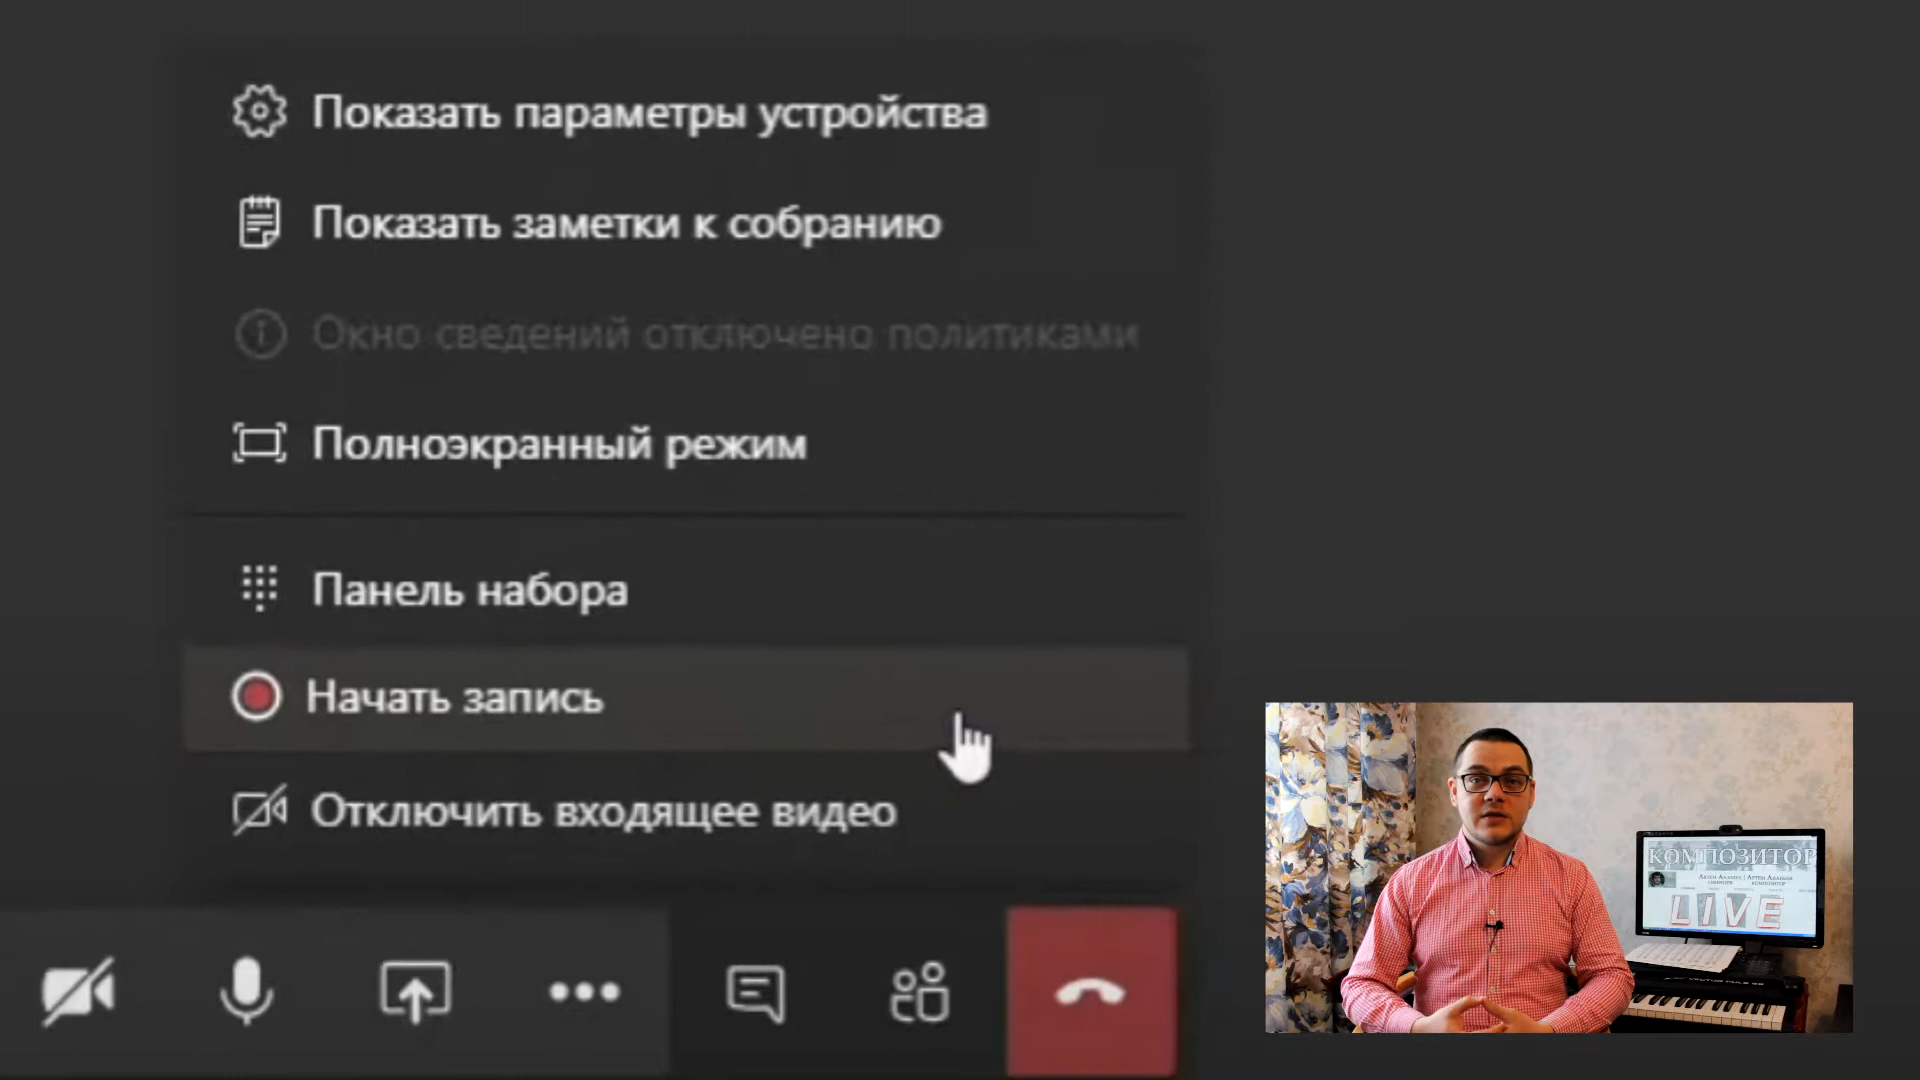 Показать параметры устройства
Показать заметки к собранию
Окно сведений отключено политиками
Полноэкранный режим
Панель набора
Начать запись
Отключить входящее видео
КОМПОЗИТОР
LIVE